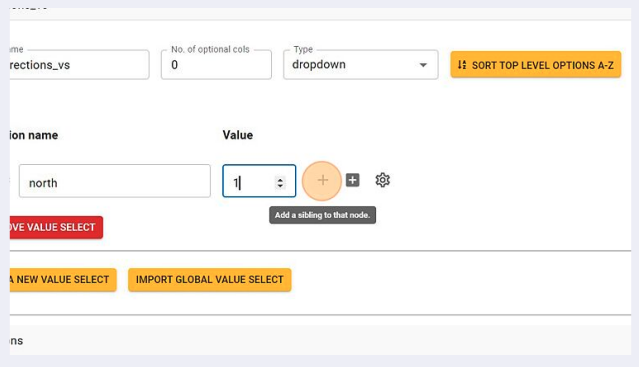 name No. of optional cols Type
rections_vs 0 dropdown SORT TOP LEVEL OPTIONS A-Z
ion name Value
north 1
Add a sibling to that node.
OVE VALUE SELECT
A NEW VALUE SELECT IMPORT GLOBAL VALUE SELECT
ns